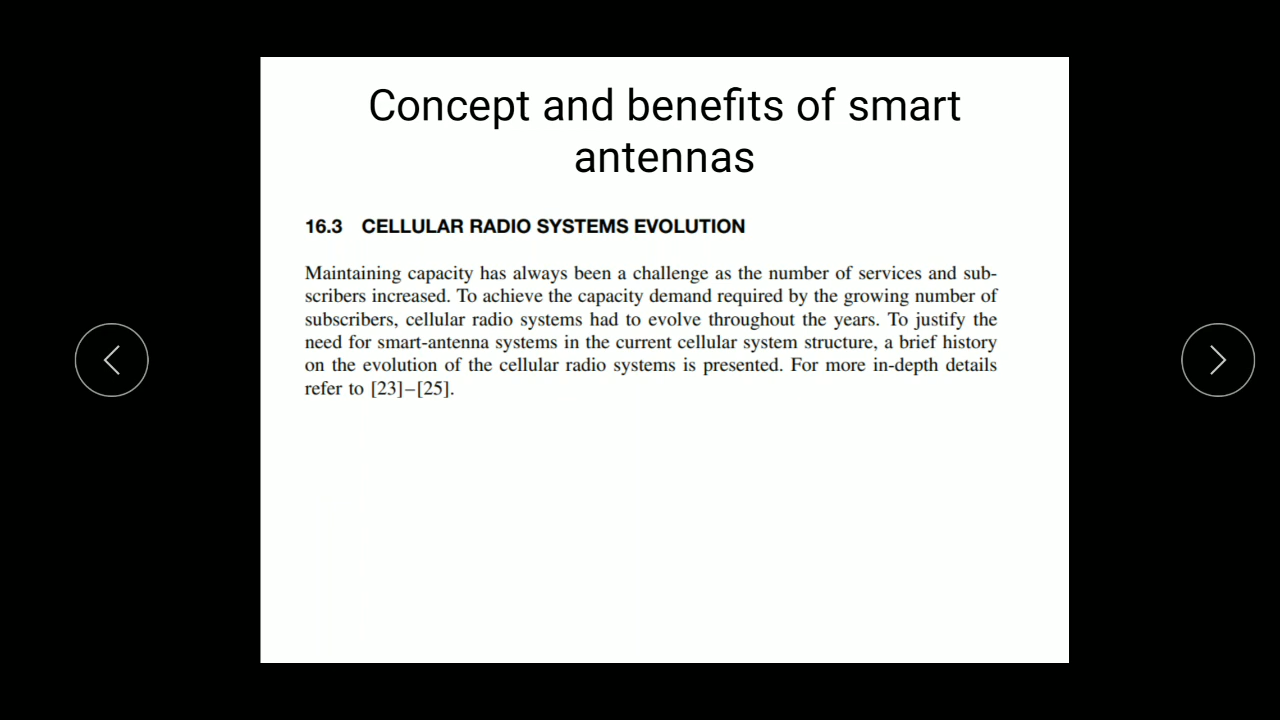 Concept and benefits of smart
antennas
16.3 CELLULAR RADIO SYSTEMS EVOLUTION
Maintaining capacity has always been a challenge as the number of services and sub-
scribers increased. To achieve the capacity demand required by the growing number of
subscribers, cellular radio systems had to evolve throughout the years. To justify the
need for smart-antenna systems in the current cellular system structure, a brief history
on the evolution of the cellular radio systems is presented. For more in-depth details
refer to [23]–[25].